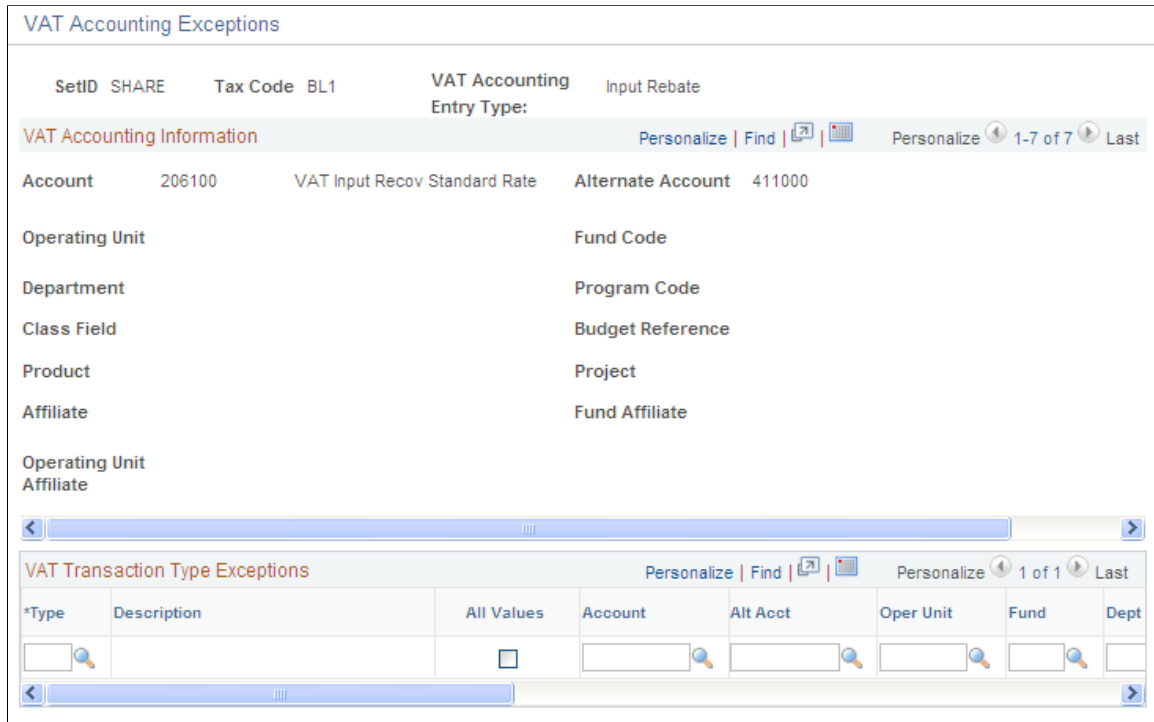 VAT Accounting Exceptions
SetID SHARE Tax Code BL1 VAT Accounting Entry Type: Input Rebate
VAT Accounting Information Personalize | Find | | Personalize 1-7 of 7 Last
Account 206100 VAT Input Recov Standard Rate Alternate Account 411000
Operating Unit Fund Code
Department Program Code
Class Field Budget Reference
Product Project
Affiliate Fund Affiliate
Operating Unit
Affiliate
VAT Transaction Type Exceptions Personalize | Find | | Personalize 1 of 1 Last
*Type Description All Values Account Alt Acct Oper Unit Fund Dept